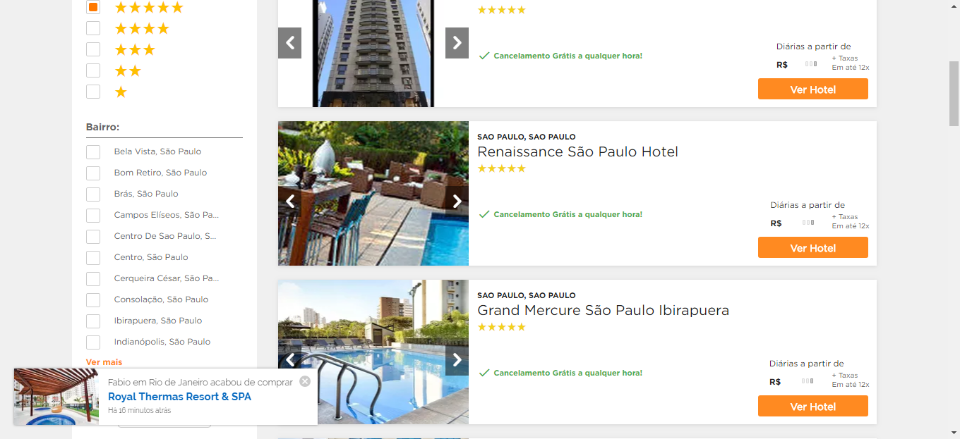 Bairro:
Bela Vista, São Paulo
Bom Retiro, São Paulo
Brás, São Paulo
Campos Elíseos, São Pa...
Centro De Sao Paulo, S...
Centro, São Paulo
Cerqueira César, São Pa...
Consolação, São Paulo
Ibirapuera, São Paulo
Indianópolis, São Paulo
Ver mais
Fabio em Rio de Janeiro acabou de comprar
Royal Thermas Resort & SPA
Há 16 minutos atrás
Cancelamento Grátis a qualquer hora!
Diárias a partir de
R$
+ Taxas
Em até 12x
Ver Hotel
SAO PAULO, SAO PAULO
Renaissance São Paulo Hotel
Cancelamento Grátis a qualquer hora!
Diárias a partir de
R$
+ Taxas
Em até 12x
Ver Hotel
SAO PAULO, SAO PAULO
Grand Mercure São Paulo Ibirapuera
Cancelamento Grátis a qualquer hora!
Diárias a partir de
R$
+ Taxas
Em até 12x
Ver Hotel